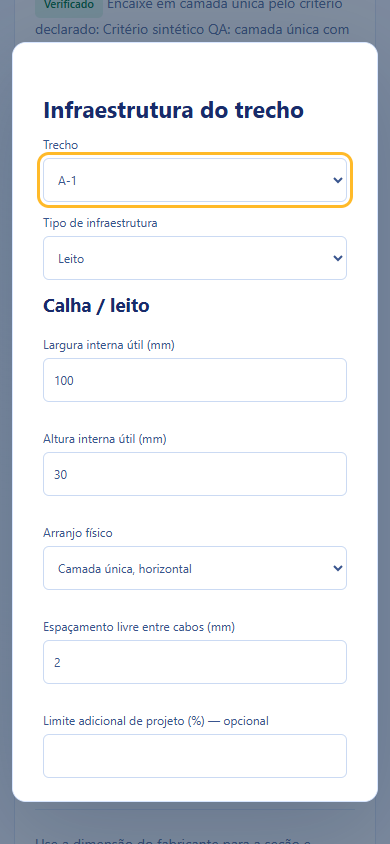 Verificado Encaixe em camada única pelo critério
declarado: Critério sintético QA: camada única com
Infraestrutura do trecho
Trecho
A-1
Tipo de infraestrutura
Leito
Calha / leito
Largura interna útil (mm)
100
Altura interna útil (mm)
30
Arranjo físico
Camada única, horizontal
Espaçamento livre entre cabos (mm)
2
Limite adicional de projeto (%) — opcional
Use a dimensão do fabricante para a seção e